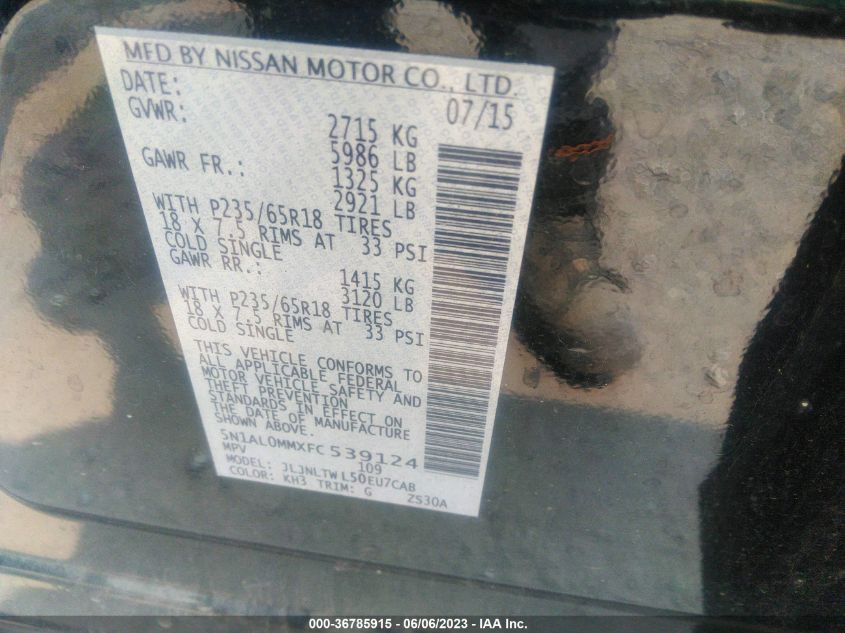 MFD BY NISSAN MOTOR CO., LTD.
DATE: 07/15
GVWR: 2715 KG
5986 LB
GAWR FR.: 1325 KG
2921 LB
WITH P235/65R18 TIRES
18 X 7.5 RIMS AT 33 PSI
COLD SINGLE
GAWR RR.: 1415 KG
3120 LB
WITH P235/65R18 TIRES
18 X 7.5 RIMS AT 33 PSI
COLD SINGLE
THIS VEHICLE CONFORMS TO
ALL APPLICABLE FEDERAL
MOTOR VEHICLE SAFETY AND
THEFT PREVENTION
STANDARDS IN EFFECT ON
THE DATE OF MANUFACTURE
SHOWN ABOVE.
5N1AL0MMXFC 539124
MPV 109
MODEL: JLJNLTW L50EU7CAB
COLOR: KH3 TRIM: G ZS30A
000-36785915 - 06/06/2023 - IAA Inc.